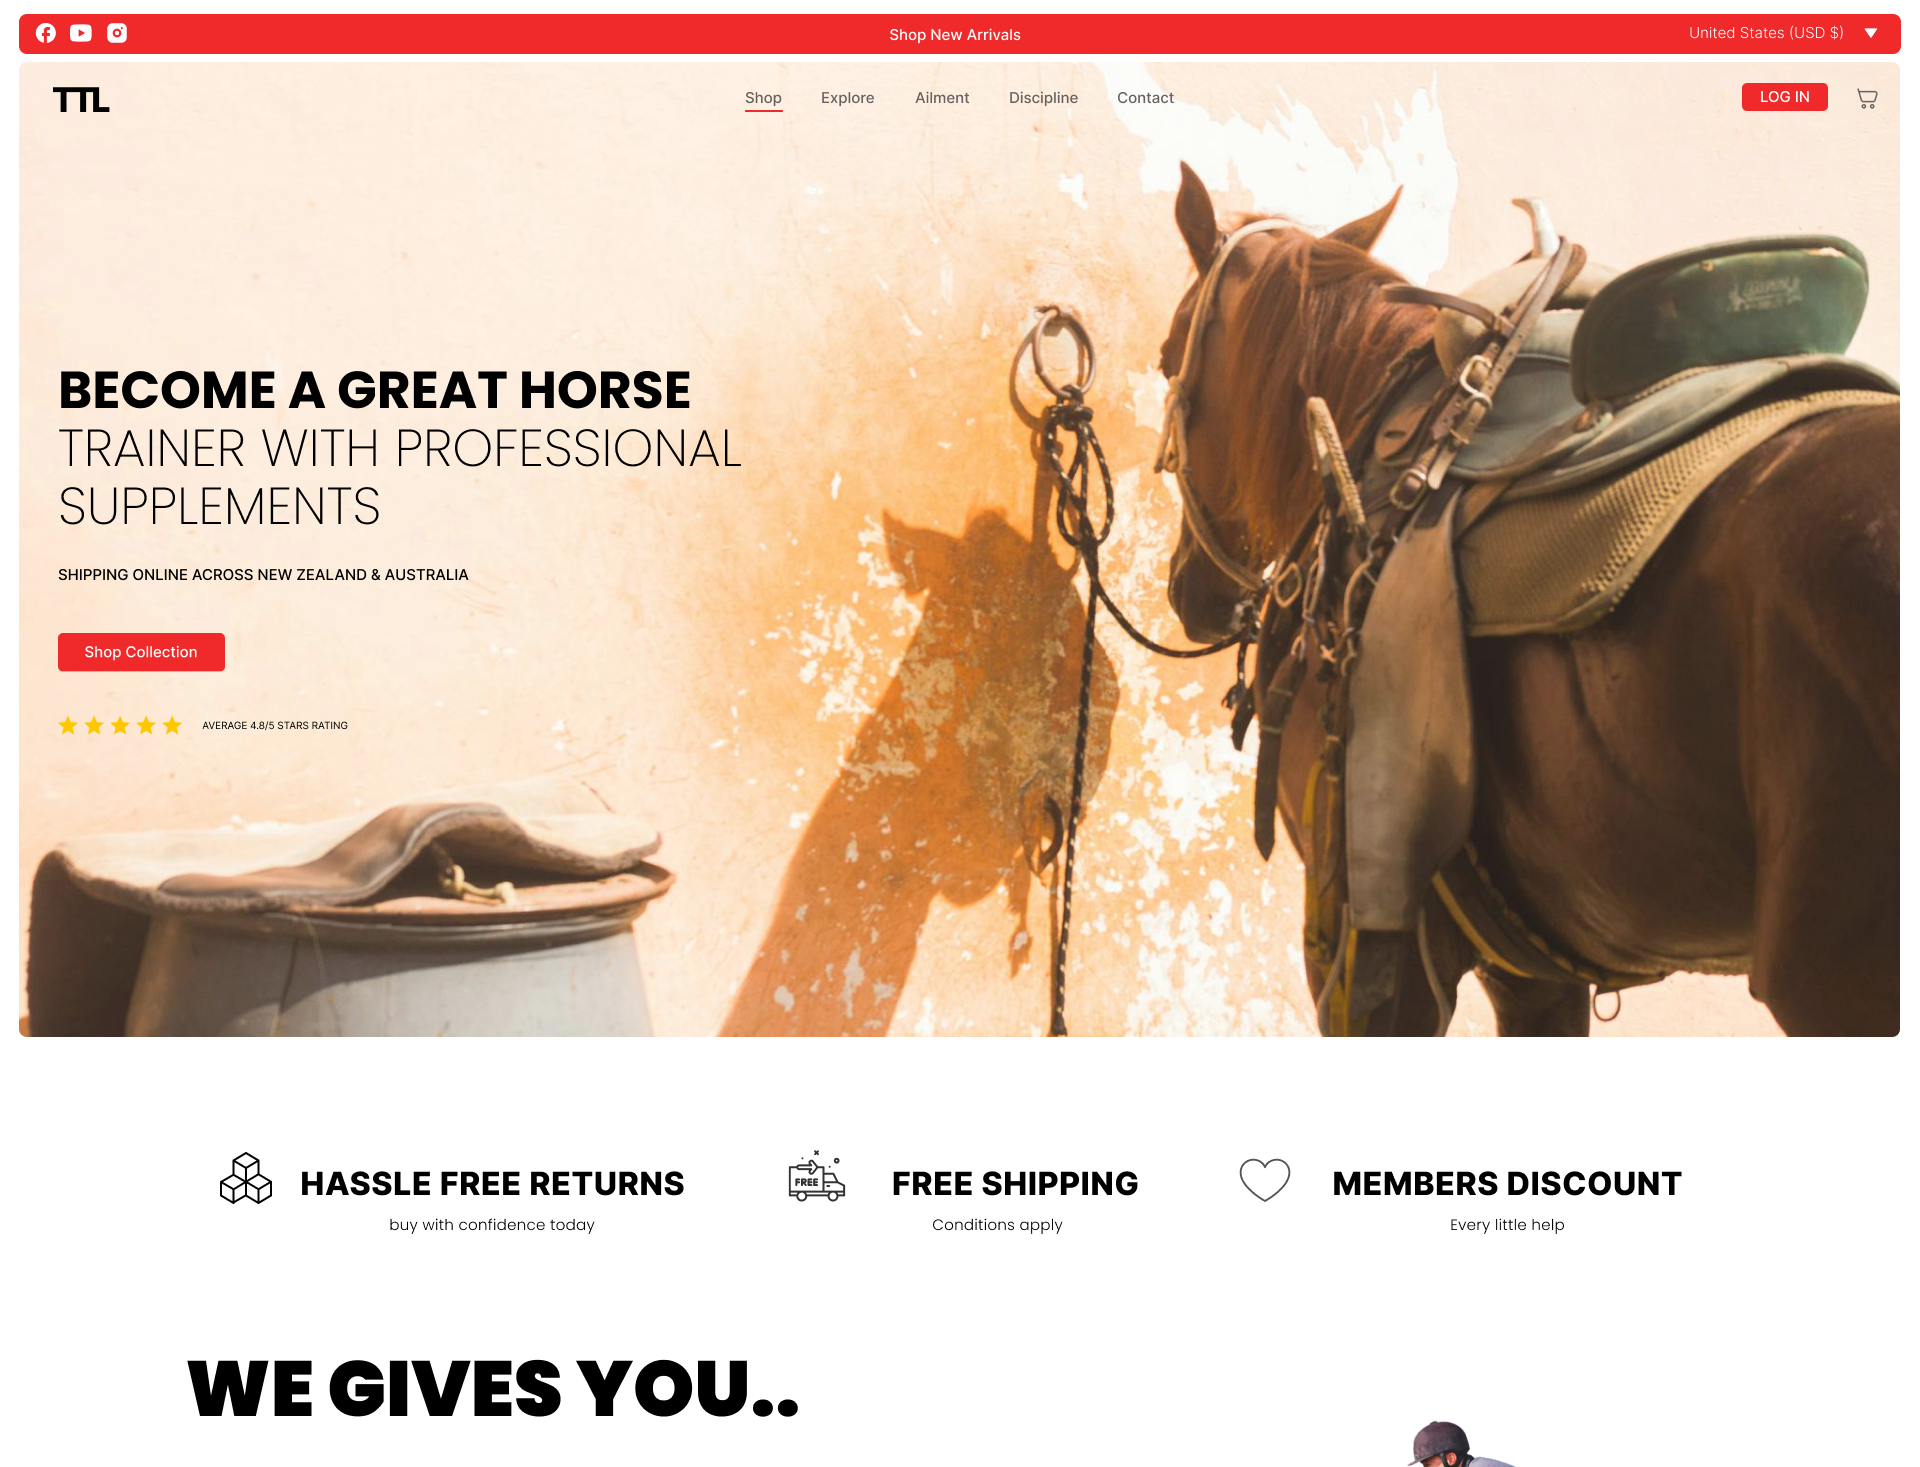 Shop New Arrivals
United States (USD $)
TTL
Shop
Explore
Ailment
Discipline
Contact
LOG IN
BECOME A GREAT HORSE
TRAINER WITH PROFESSIONAL
SUPPLEMENTS
SHIPPING ONLINE ACROSS NEW ZEALAND & AUSTRALIA
Shop Collection
AVERAGE 4.8/5 STARS RATING
HASSLE FREE RETURNS
buy with confidence today
FREE
FREE SHIPPING
Conditions apply
MEMBERS DISCOUNT
Every little help
WE GIVES YOU..